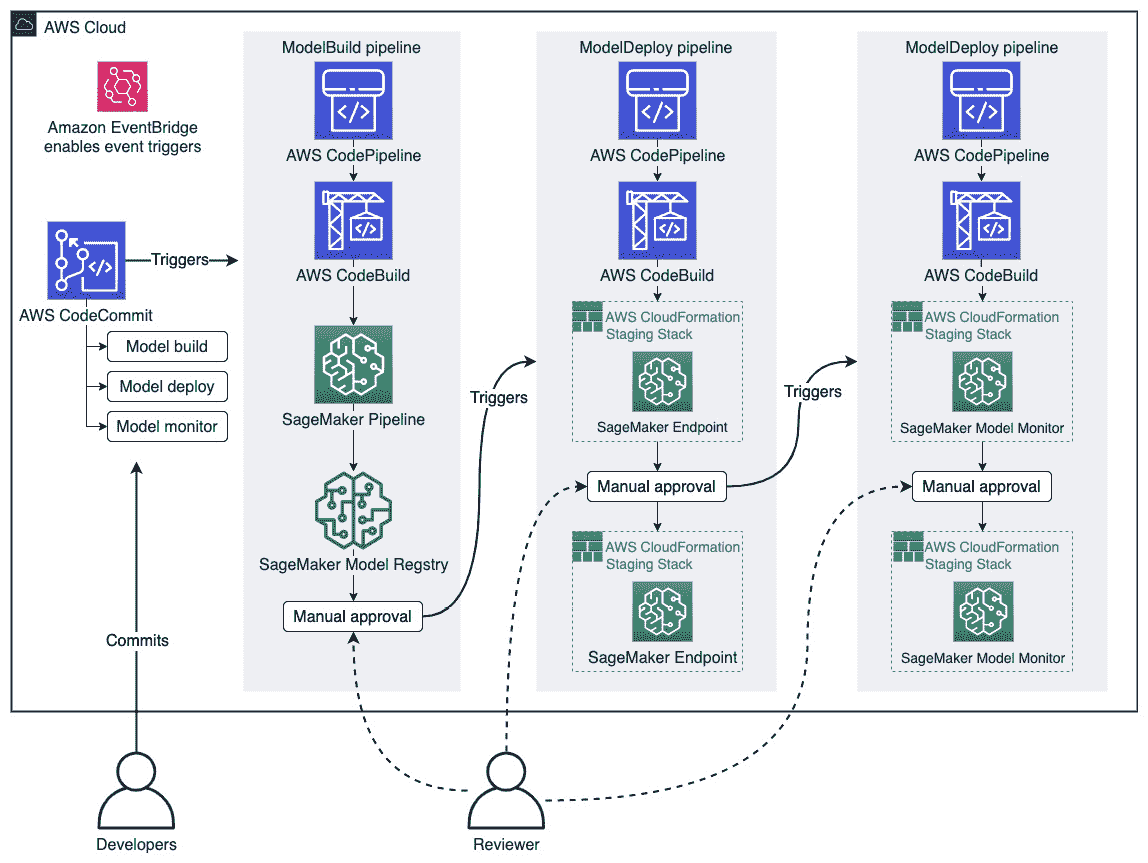 AWS Cloud
Amazon EventBridge
enables event triggers
AWS CodeCommit
Model build
Model deploy
Model monitor
Triggers
Commits
Developers
ModelBuild pipeline
AWS CodePipeline
AWS CodeBuild
SageMaker Pipeline
SageMaker Model Regstry
Manual approval
Triggers
Reviewer
ModelDeploy pipeline
AWS CodePipeline
AWS CodeBuild
AWS CloudFormation
Staging Stack
SageMaker Endpoint
Manual approval
AWS CloudFormation
Staging Stack
SageMaker Endpoint
Triggers
ModelDeploy pipeline
AWS CodePipeline
AWS CodeBuild
AWS CloudFormation
Staging Stack
SageMaker Model Monitor
Manual approval
AWS CloudFormation
Staging Stack
SageMaker Model Monitor